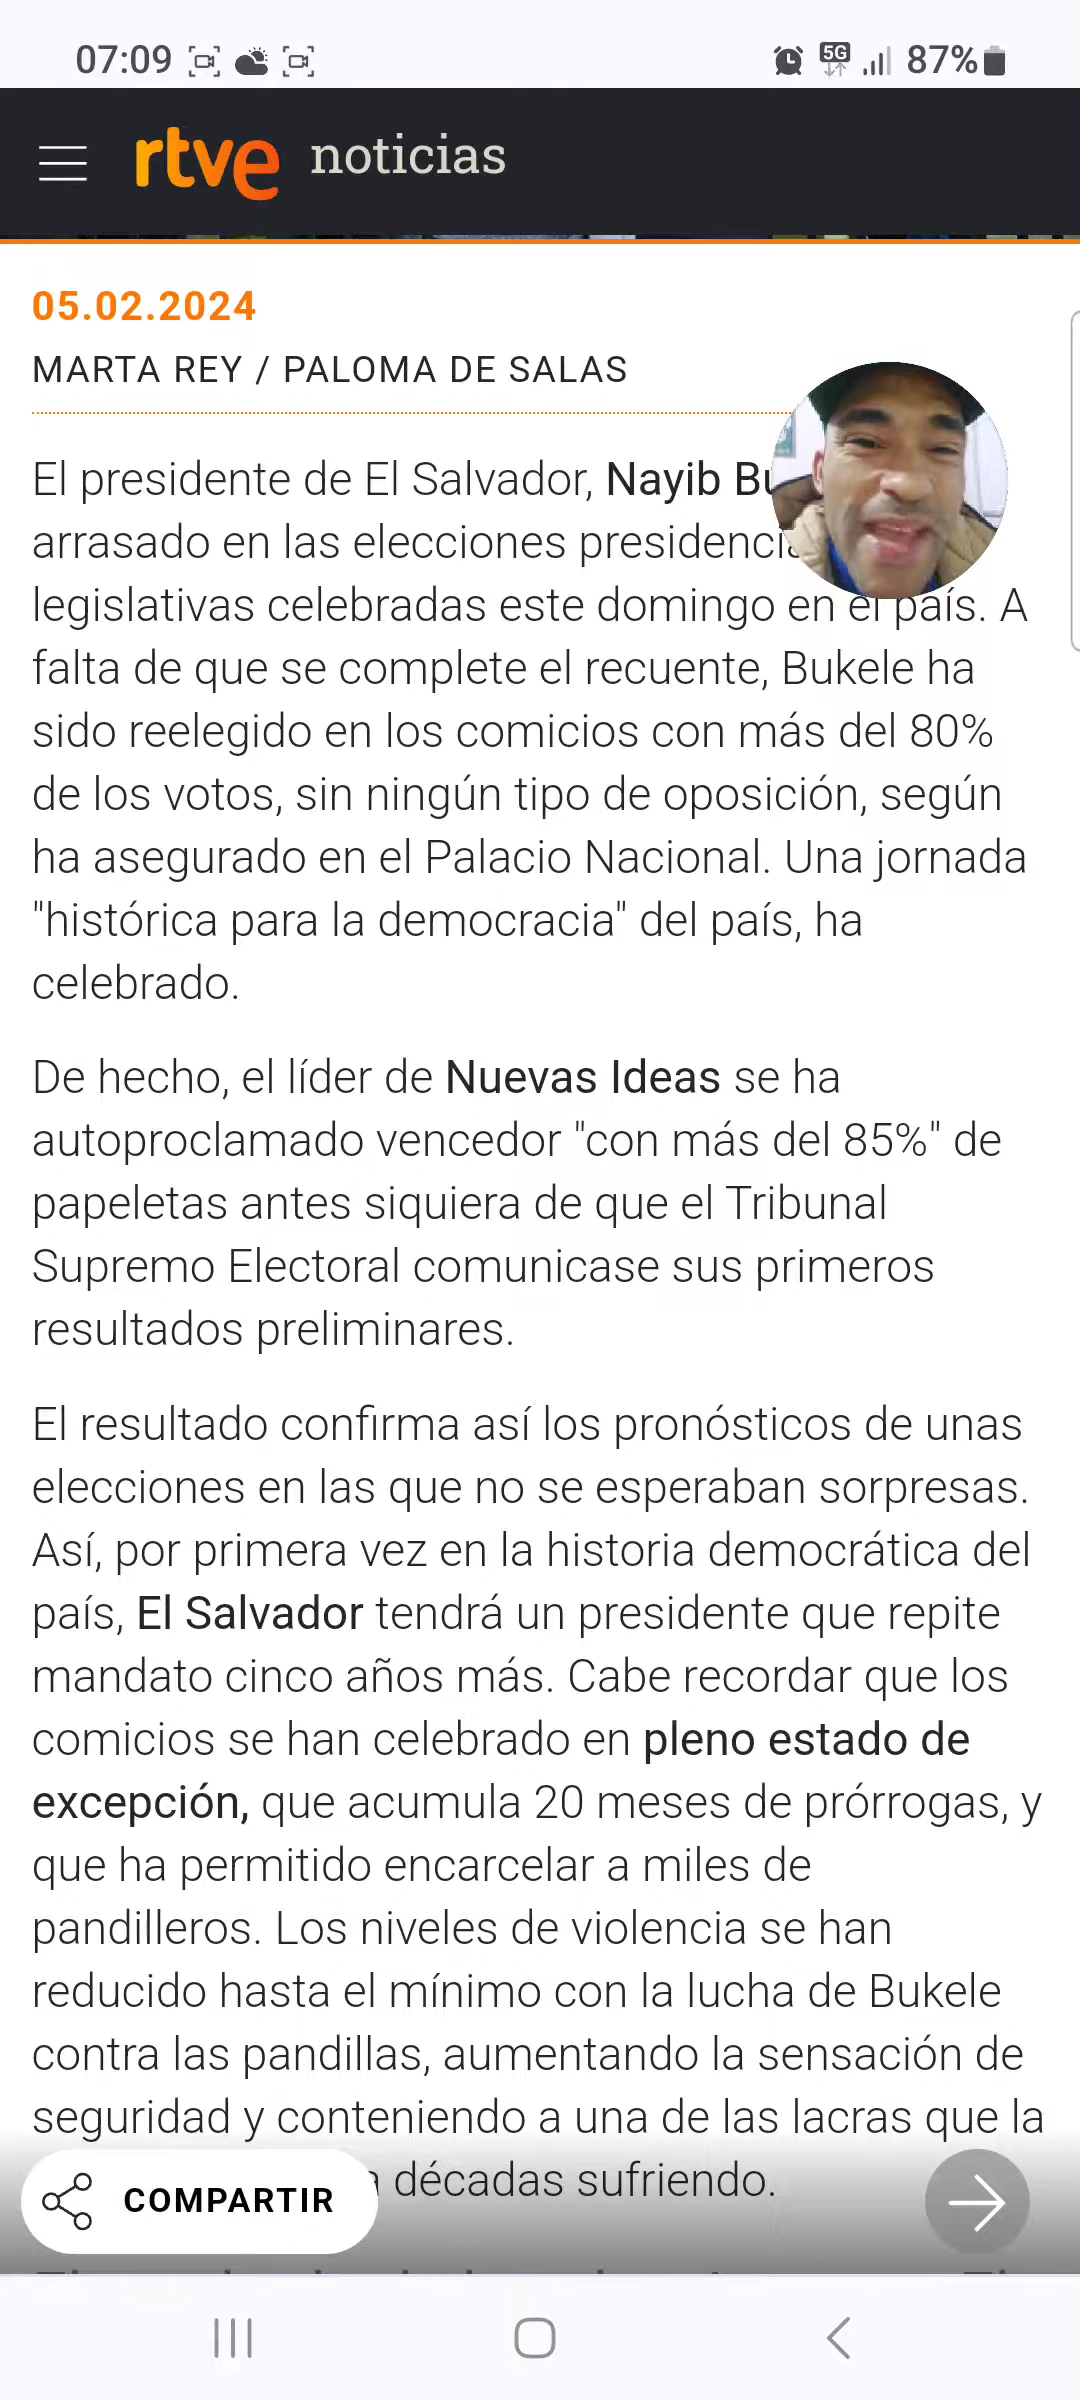 07:09
5G
87%
rtve noticias
05.02.2024
MARTA REY / PALOMA DE SALAS
El presidente de El Salvador, Nayib
arrasado en las elecciones
legislativas celebradas este domingo en el país. A
falta de que se complete el recuente, Bukele ha
sido reelegido en los comicios con más del 80%
de los votos, sin ningún tipo de oposición, según
ha asegurado en el Palacio Nacional. Una jornada
"histórica para la democracia" del país, ha
celebrado.
De hecho, el líder de Nuevas Ideas se ha
autoproclamado vencedor "con más del 85%" de
papeletas antes siquiera de que el Tribunal
Supremo Electoral comunicase sus primeros
resultados preliminares.
El resultado confirma así los pronósticos de unas
elecciones en las que no se esperaban sorpresas.
Así, por primera vez en la historia democrática del
país, El Salvador tendrá un presidente que repite
mandato cinco años más. Cabe recordar que los
comicios se han celebrado en pleno estado de
excepción, que acumula 20 meses de prórrogas, y
que ha permitido encarcelar a miles de
pandilleros. Los niveles de violencia se han
reducido hasta el mínimo con la lucha de Bukele
contra las pandillas, aumentando la sensación de
seguridad y conteniendo a una de las lacras que la
décadas sufriendo.
COMPARTIR